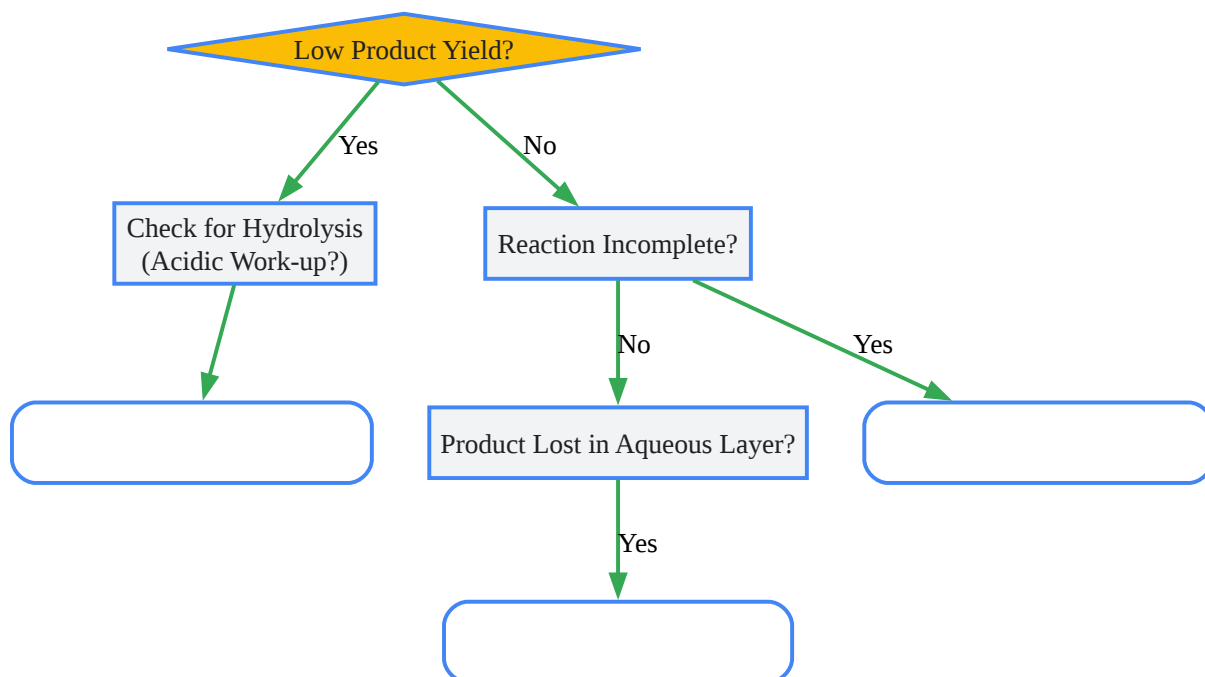 Low Product Yield?
Yes
No
Check for Hydrolysis
(Acidic Work-up?)
Reaction Incomplete?
No
Yes
Product Lost in Aqueous Layer?
Yes